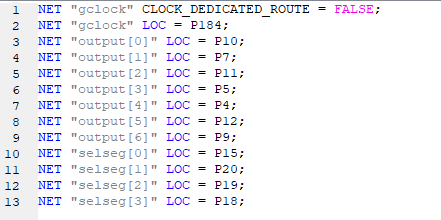 1 NET "gclock" CLOCK_DEDICATED_ROUTE = FALSE;
2 NET "gclock" LOC = P184;
3 NET "output[0]" LOC = P10;
4 NET "output[1]" LOC = P7;
5 NET "output[2]" LOC = P11;
6 NET "output[3]" LOC = P5;
7 NET "output[4]" LOC = P4;
8 NET "output[5]" LOC = P12;
9 NET "output[6]" LOC = P9;
10 NET "selseg[0]" LOC = P15;
11 NET "selseg[1]" LOC = P20;
12 NET "selseg[2]" LOC = P19;
13 NET "selseg[3]" LOC = P18;